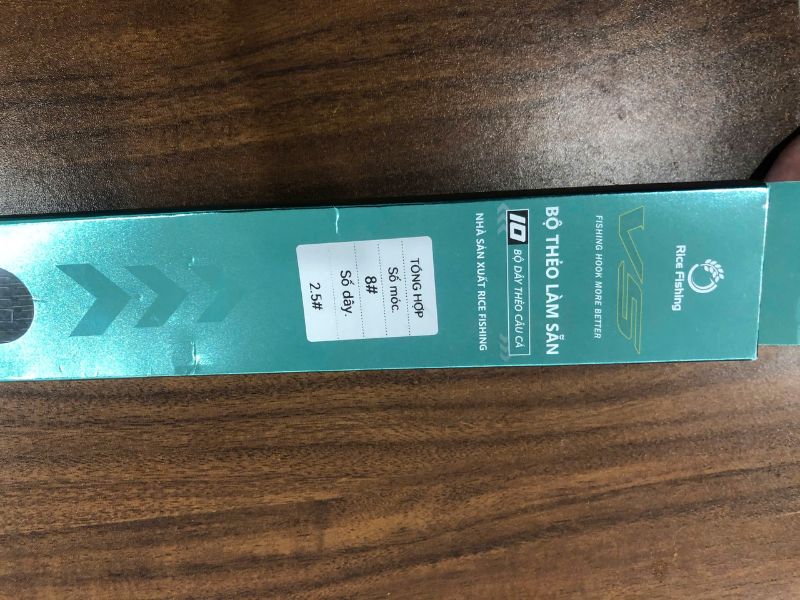 Rice Fishing
V5
FISHING HOOK MORE BETTER
BỘ THẺO LÀM SẴN
10 BỘ DÂY THẺO CÂU CÁ
NHÀ SẢN XUẤT RICE FISHING
TỔNG HỢP
Số móc.
8#
Số dây.
2.5#